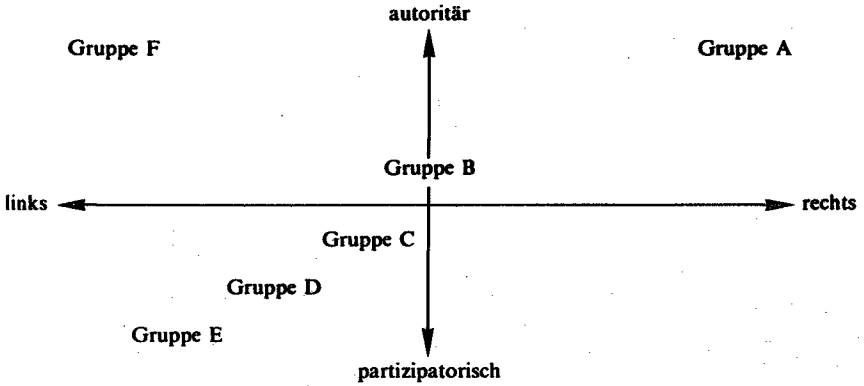 autoritär
Gruppe F
Gruppe A
Gruppe B
links
rechts
Gruppe C
Gruppe D
Gruppe E
partizipatorisch